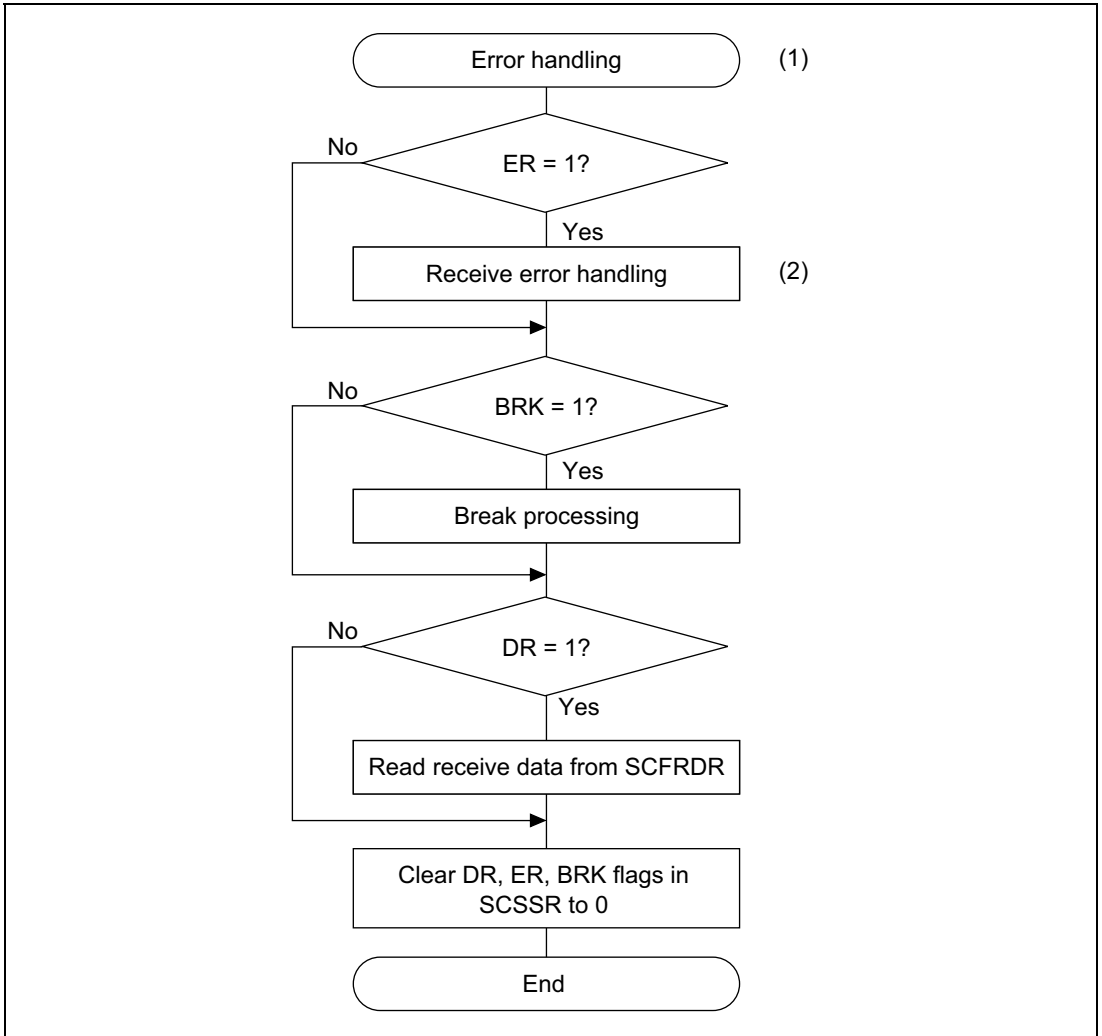 Error handling
(1)
No
ER = 1?
Yes
Receive error handling
(2)
No
BRK = 1?
Yes
Break processing
No
DR = 1?
Yes
Read receive data from SCFRDR
Clear DR, ER, BRK flags in
SCSSR to 0
End